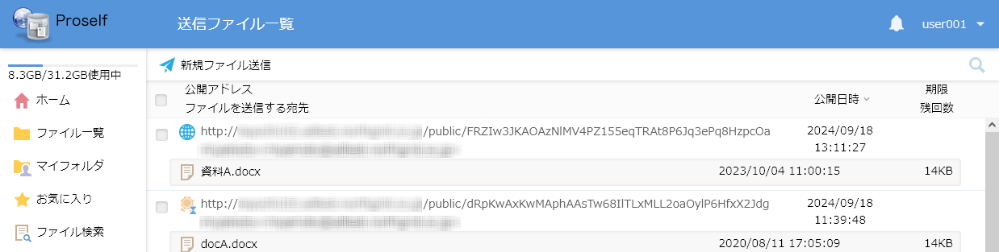 Proself
送信ファイル一覧
user001
8.3GB/31.2GB使用中
ホーム
ファイル一覧
マイフォルダ
お気に入り
ファイル検索
新規ファイル送信
公開アドレス
ファイルを送信する宛先
公開日時
期限
残回数
http:// /public/FRZIw3JKAOAzNlMV4PZ155eqTRAt8P6Jq3ePq8HzpcOa
2024/09/18
13:11:27
資料A.docx 2023/10/04 11:00:15 14KB
http:// /public/dRpKwAxKwMAphAAsTw68IlTLxMLL2oaOylP6HfxX2Jdg
2024/09/18
11:39:48
docA.docx 2020/08/11 17:05:09 14KB